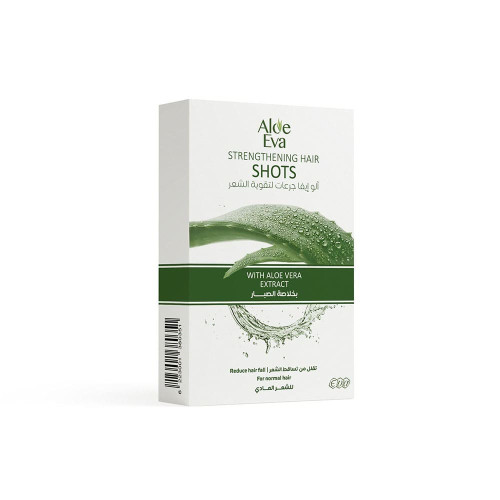 Aloe
Eva
STRENGTHENING HAIR
SHOTS
ألو إيفا جرعات لتقوية الشعر
WITH ALOE VERA
EXTRACT
بخلاصة الصبار
Reduce hair fall | تقلل من تساقط الشعر
For normal hair
للشعر العادي